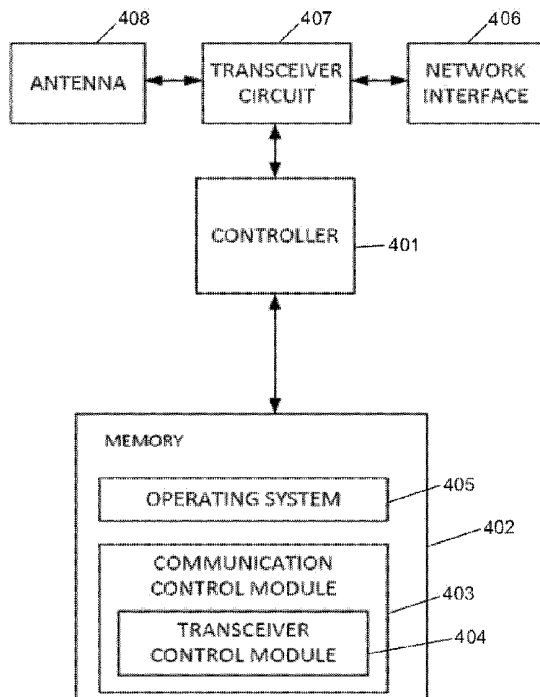 408
407
406
ANTENNA
TRANSCEIVER
CIRCUIT
NETWORK
INTERFACE
CONTROLLER
401
MEMORY
OPERATING SYSTEM
405
402
COMMUNICATION
CONTROL MODULE
403
TRANSCEIVER
CONTROL MODULE
404